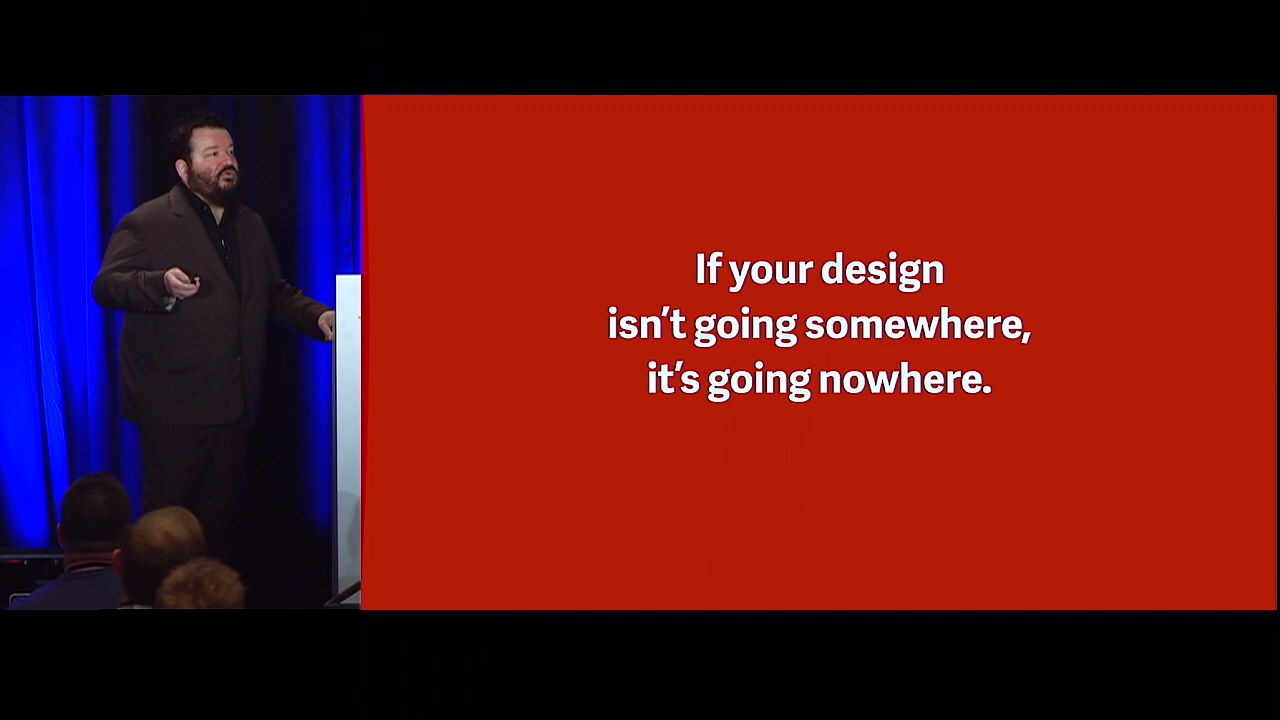 If your design
isn’t going somewhere,
it’s going nowhere.